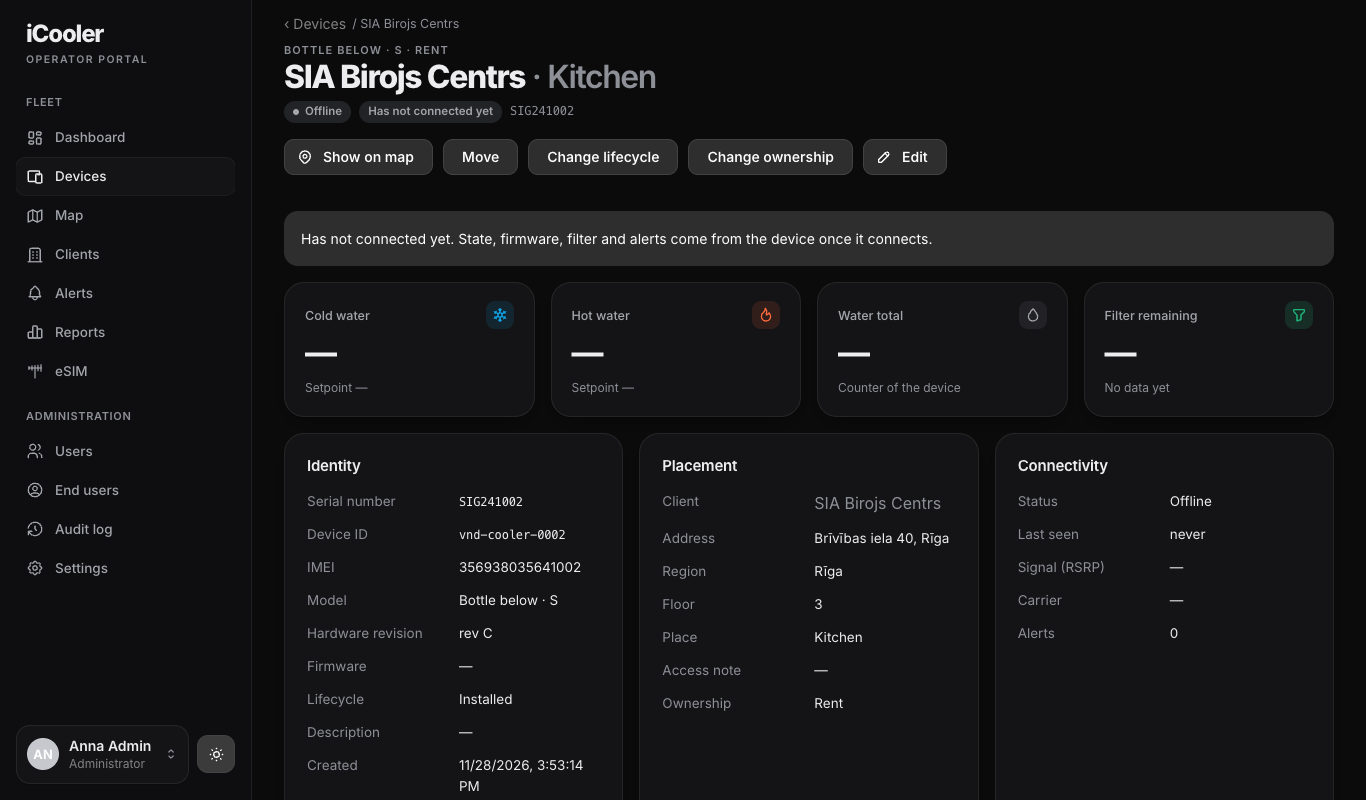 iCooler
OPERATOR PORTAL
FLEET
Dashboard
Devices
Map
Clients
Alerts
Reports
eSIM
ADMINISTRATION
Users
End users
Audit log
Settings
AN
Anna Admin
Administrator
‹ Devices / SIA Birojs Centrs
BOTTLE BELOW · S · RENT
SIA Birojs Centrs · Kitchen
Offline Has not connected yet SIG241002
Show on map Move Change lifecycle Change ownership Edit
Has not connected yet. State, firmware, filter and alerts come from the device once it connects.
Cold water
—
Setpoint —
Hot water
—
Setpoint —
Water total
—
Counter of the device
Filter remaining
—
No data yet
Identity
Serial number SIG241002
Device ID vnd-cooler-0002
IMEI 356938035641002
Model Bottle below · S
Hardware revision rev C
Firmware —
Lifecycle Installed
Description —
Created 11/28/2026, 3:53:14
PM
Placement
Client SIA Birojs Centrs
Address Brīvības iela 40, Rīga
Region Rīga
Floor 3
Place Kitchen
Access note —
Ownership Rent
Connectivity
Status Offline
Last seen never
Signal (RSRP) —
Carrier —
Alerts 0